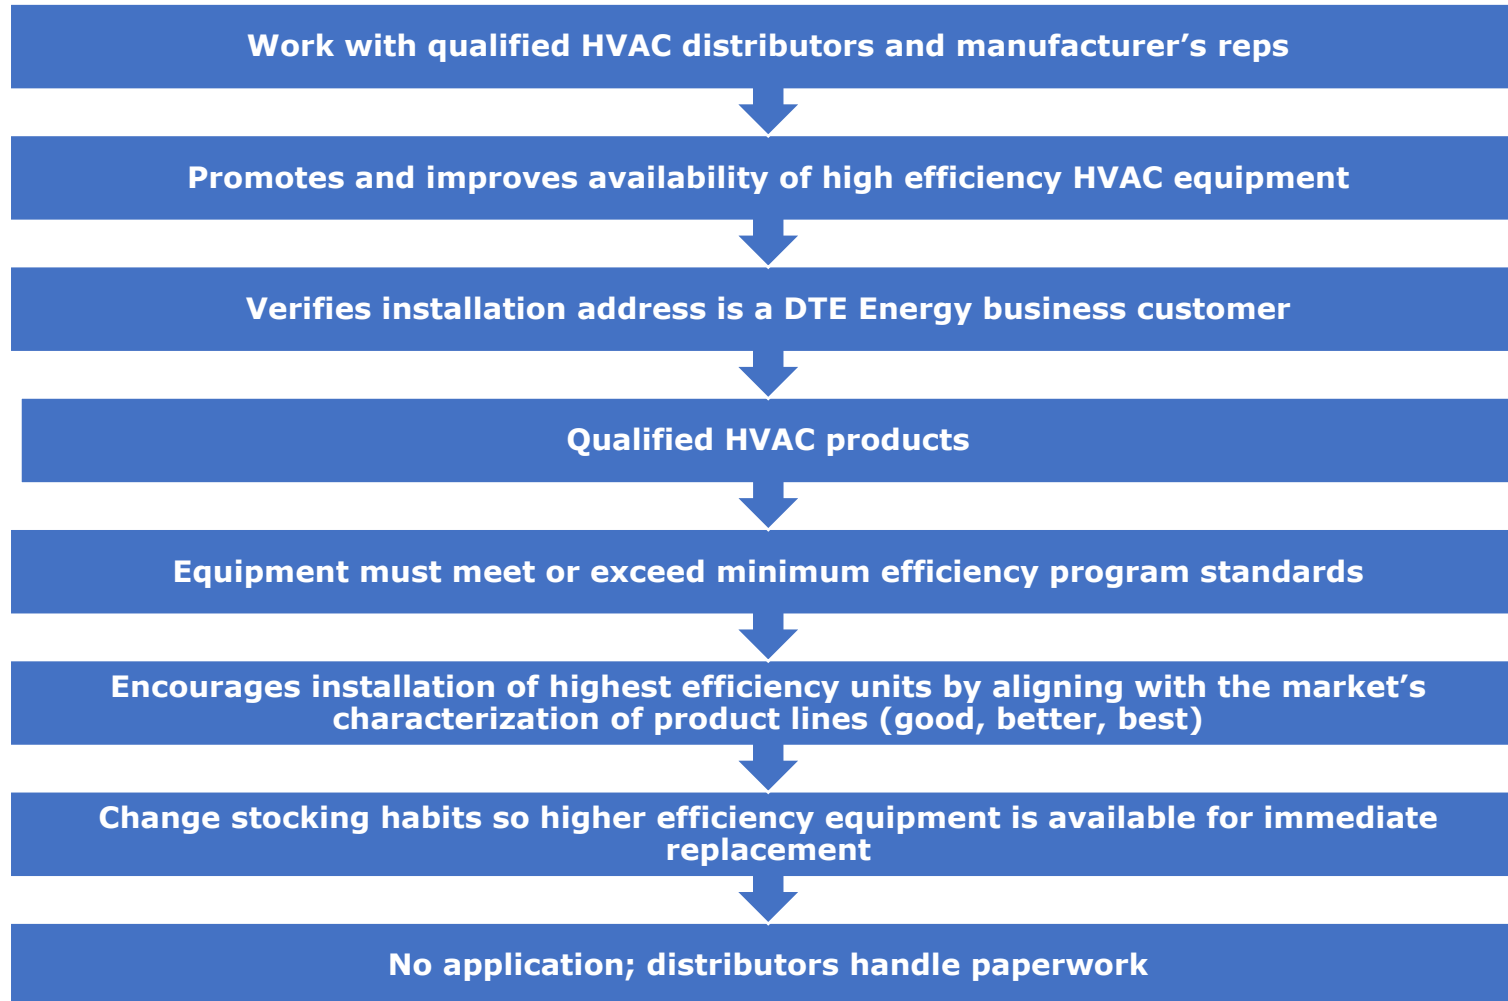 Work with qualified HVAC distributors and manufacturer’s reps
Promotes and improves availability of high efficiency HVAC equipment
Verifies installation address is a DTE Energy business customer
Qualified HVAC products
Equipment must meet or exceed minimum efficiency program standards
Encourages installation of highest efficiency units by aligning with the market’s
characterization of product lines (good, better, best)
Change stocking habits so higher efficiency equipment is available for immediate
replacement
No application; distributors handle paperwork